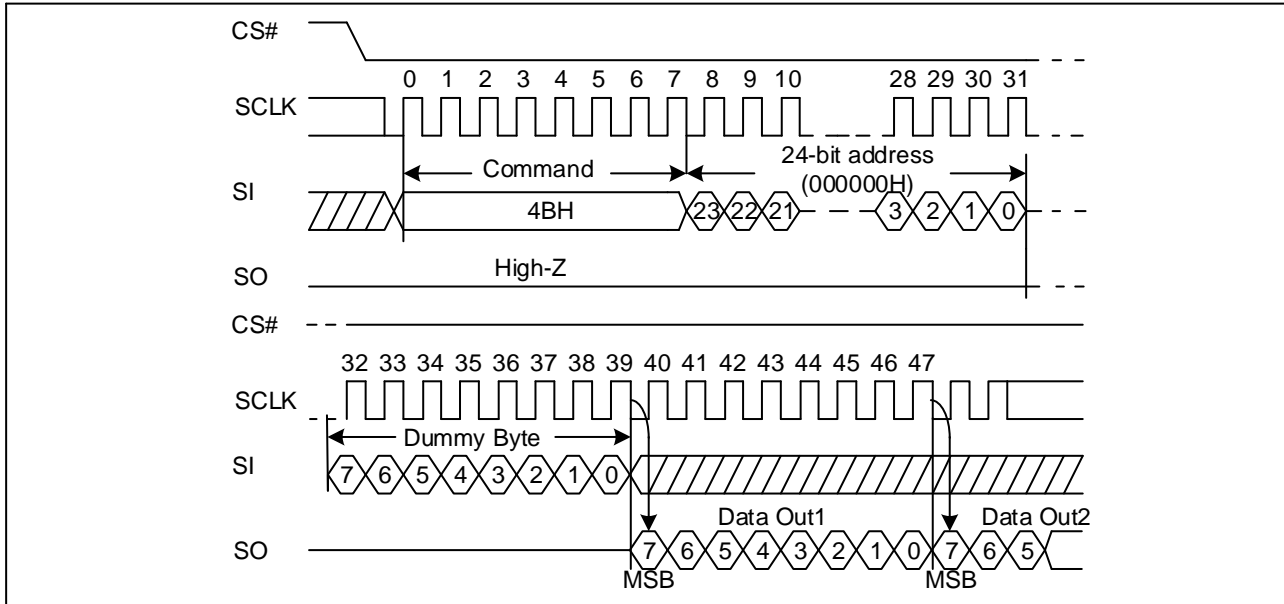 CS#
0 1 2 3 4 5 6 7 8 9 10 28 29 30 31
SCLK
Command
24-bit address
(000000H)
SI
4BH 23 22 21 3 2 1 0
High-Z
SO
CS#
32 33 34 35 36 37 38 39 40 41 42 43 44 45 46 47
SCLK
Dummy Byte
SI
7 6 5 4 3 2 1 0
Data Out1 Data Out2
SO
7 6 5 4 3 2 1 0 7 6 5
MSB MSB